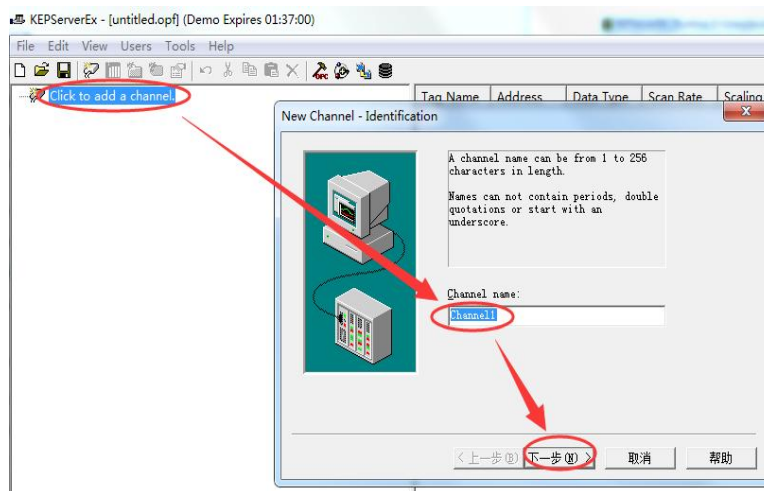 KEPServerEx - [untitled.opf] (Demo Expires 01:37:00)
File Edit View Users Tools Help
OPC
Click to add a channel.
Tag Name Address Data Type Scan Rate Scaling
New Channel - Identification
A channel name can be from 1 to 256
characters in length.
Names can not contain periods, double
quotations or start with an
underscore.
Channel name:
Channel1
<上一步(B) 下一步(N) > 取消 帮助